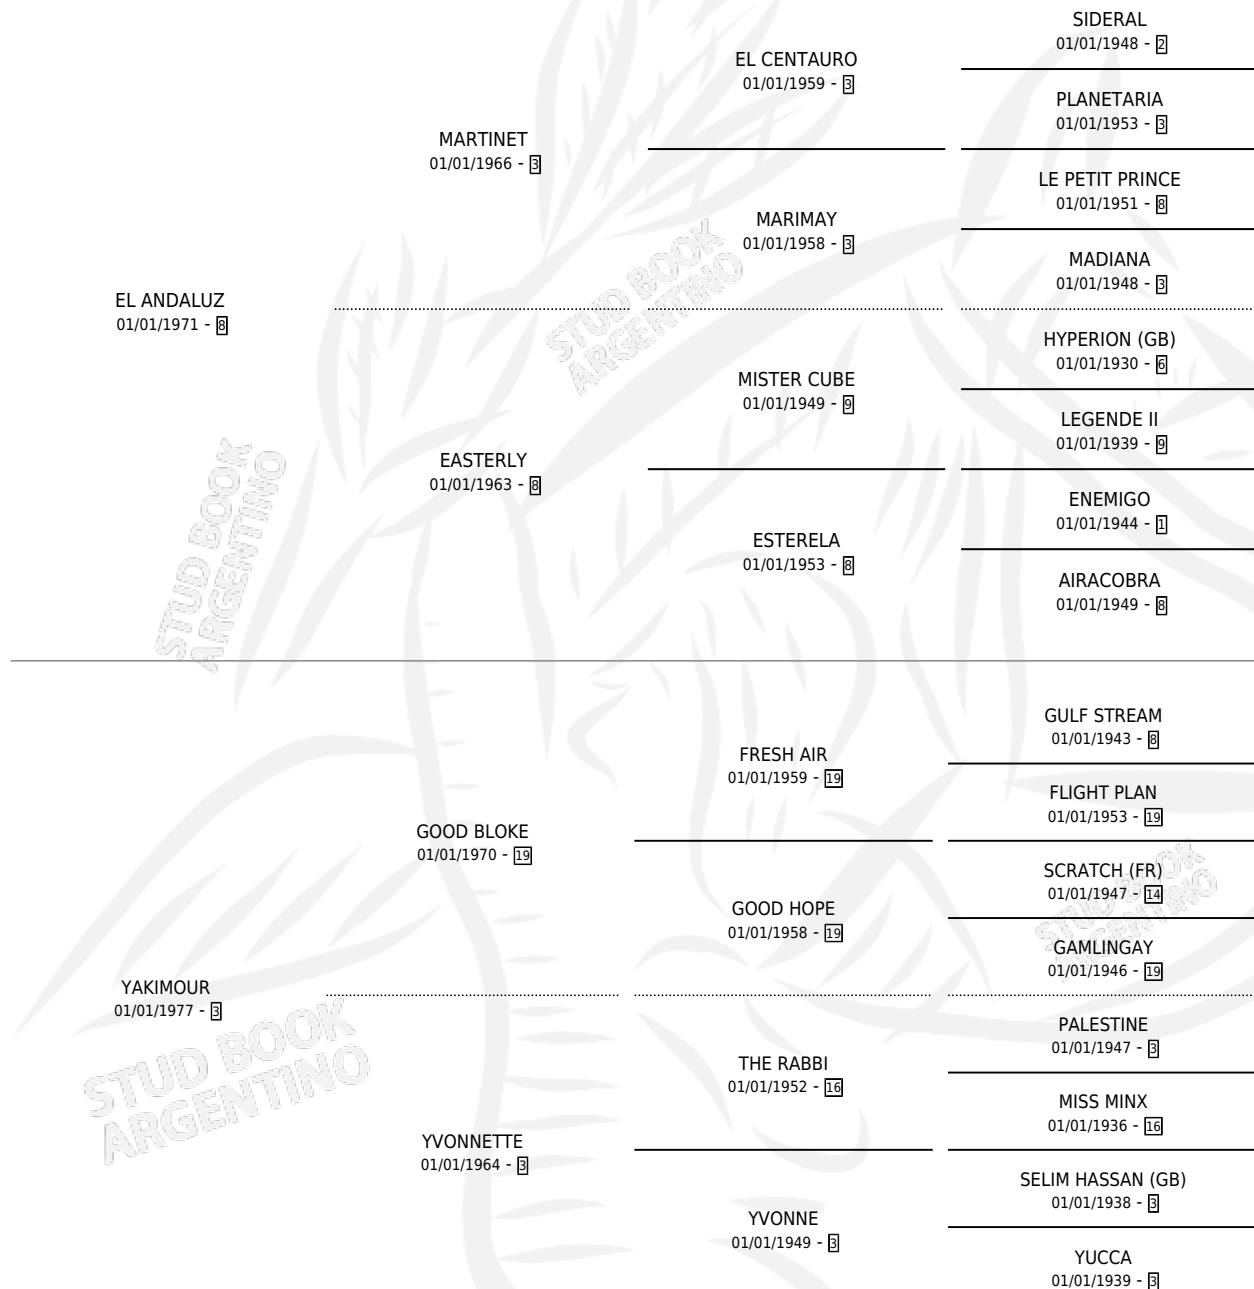 SIDERAL
01/01/1948 - 2
EL CENTAURO
01/01/1959 - 3
PLANETARIA
01/01/1953 - 3
MARTINET
01/01/1966 - 3
LE PETIT PRINCE
01/01/1951 - 8
MARIMAY
01/01/1958 - 3
MADIANA
01/01/1948 - 3
EL ANDALUZ
01/01/1971 - 8
HYPERION (GB)
01/01/1930 - 6
MISTER CUBE
01/01/1949 - 9
LEGENDE II
01/01/1939 - 9
EASTERLY
01/01/1963 - 8
ENEMIGO
01/01/1944 - 1
ESTERELA
01/01/1953 - 8
AIRACOBRA
01/01/1949 - 8
GULF STREAM
01/01/1943 - 8
FRESH AIR
01/01/1959 - 19
FLIGHT PLAN
01/01/1953 - 19
GOOD BLOKE
01/01/1970 - 19
SCRATCH (FR)
01/01/1947 - 14
GOOD HOPE
01/01/1958 - 19
GAMLINGAY
01/01/1946 - 19
YAKIMOUR
01/01/1977 - 3
PALESTINE
01/01/1947 - 3
THE RABBI
01/01/1952 - 16
MISS MINX
01/01/1936 - 16
YVONNETTE
01/01/1964 - 3
SELIM HASSAN (GB)
01/01/1938 - 3
YVONNE
01/01/1949 - 3
YUCCA
01/01/1939 - 3
STUD BOOK
ARGENTINO
STUD BOOK
ARGENTINO
STUD BOOK
ARGENTINO
STUD BOOK
ARGENTINO